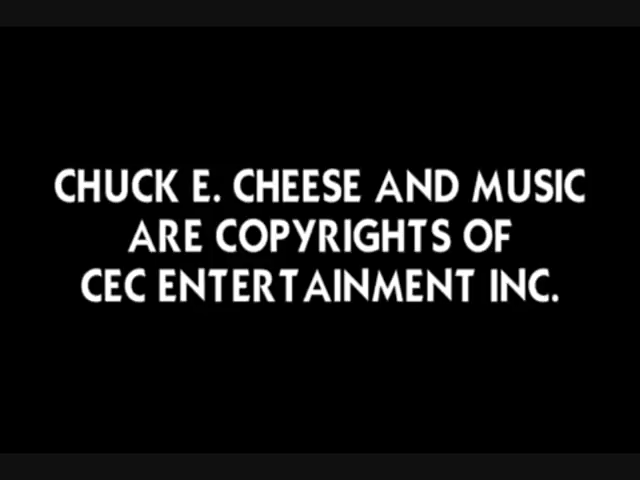 CHUCK E. CHEESE AND MUSIC
ARE COPYRIGHTS OF
CEC ENTERTAINMENT INC.